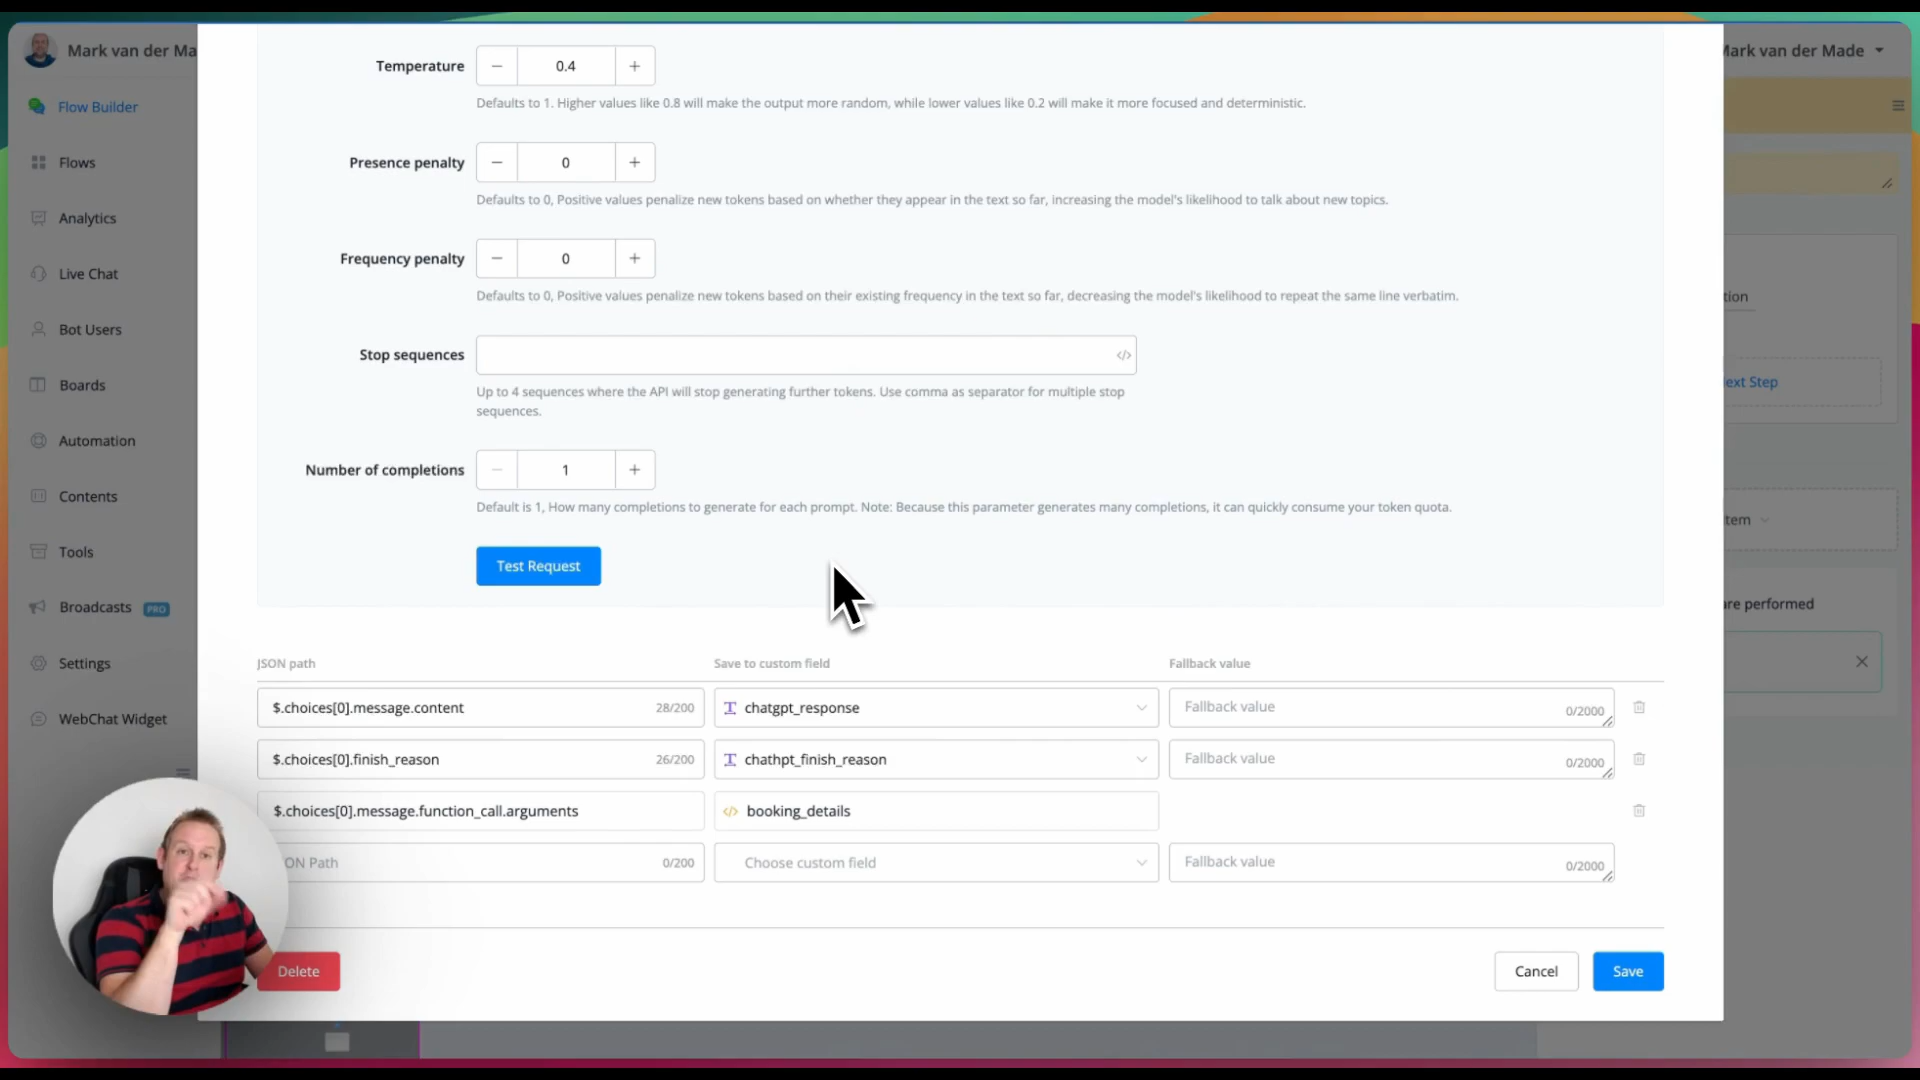 Mark van der Ma
Flow Builder
Flows
Analytics
Live Chat
Bot Users
Boards
Automation
Contents
Tools
Broadcasts PRO
Settings
WebChat Widget
Temperature
0.4
Defaults to 1. Higher values like 0.8 will make the output more random, while lower values like 0.2 will make it more focused and deterministic.
Presence penalty
0
Defaults to 0, Positive values penalize new tokens based on whether they appear in the text so far, increasing the model's likelihood to talk about new topics.
Frequency penalty
0
Defaults to 0, Positive values penalize new tokens based on their existing frequency in the text so far, decreasing the model's likelihood to repeat the same line verbatim.
Stop sequences
</>
Up to 4 sequences where the API will stop generating further tokens. Use comma as separator for multiple stop
sequences.
Number of completions
1
Default is 1, How many completions to generate for each prompt. Note: Because this parameter generates many completions, it can quickly consume your token quota.
Test Request
JSON path Save to custom field Fallback value
$.choices[0].message.content 28/200 chatgpt_response Fallback value 0/2000
$.choices[0].finish_reason 26/200 chathpt_finish_reason Fallback value 0/2000
$.choices[0].message.function_call.arguments </> booking_details
ON Path 0/200 Choose custom field Fallback value 0/2000
Delete
Cancel
Save
Mark van der Made
tion
ext Step
tem
are performed